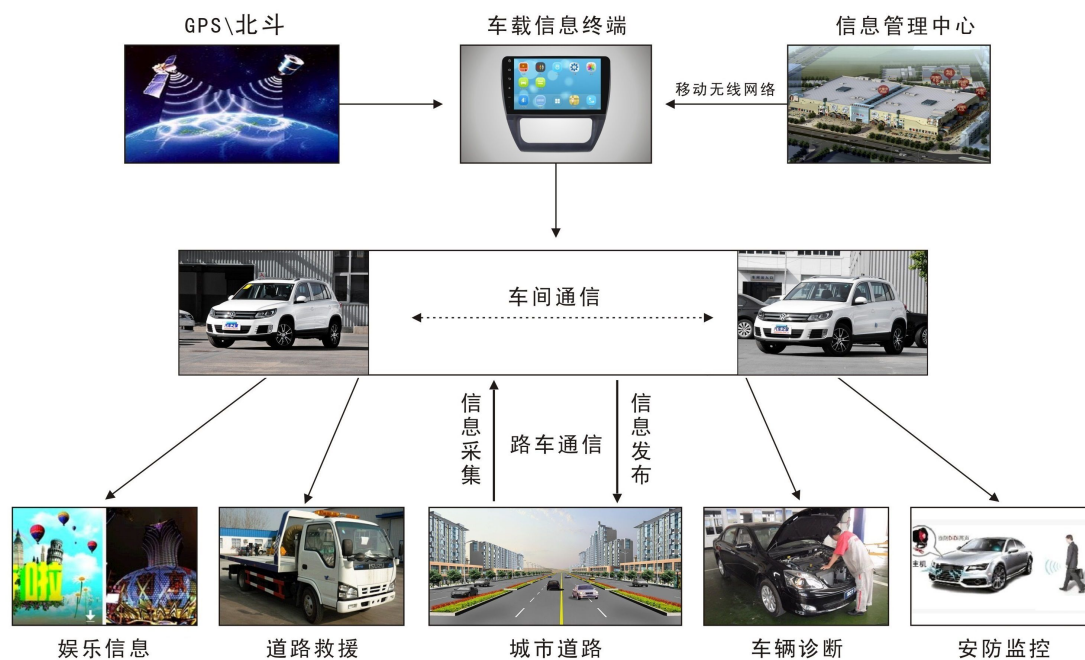 GPS\北斗
车载信息终端
信息管理中心
移动无线网络
车间通信
信息采集
路车通信
信息发布
主机
娱乐信息
道路救援
城市道路
车辆诊断
安防监控